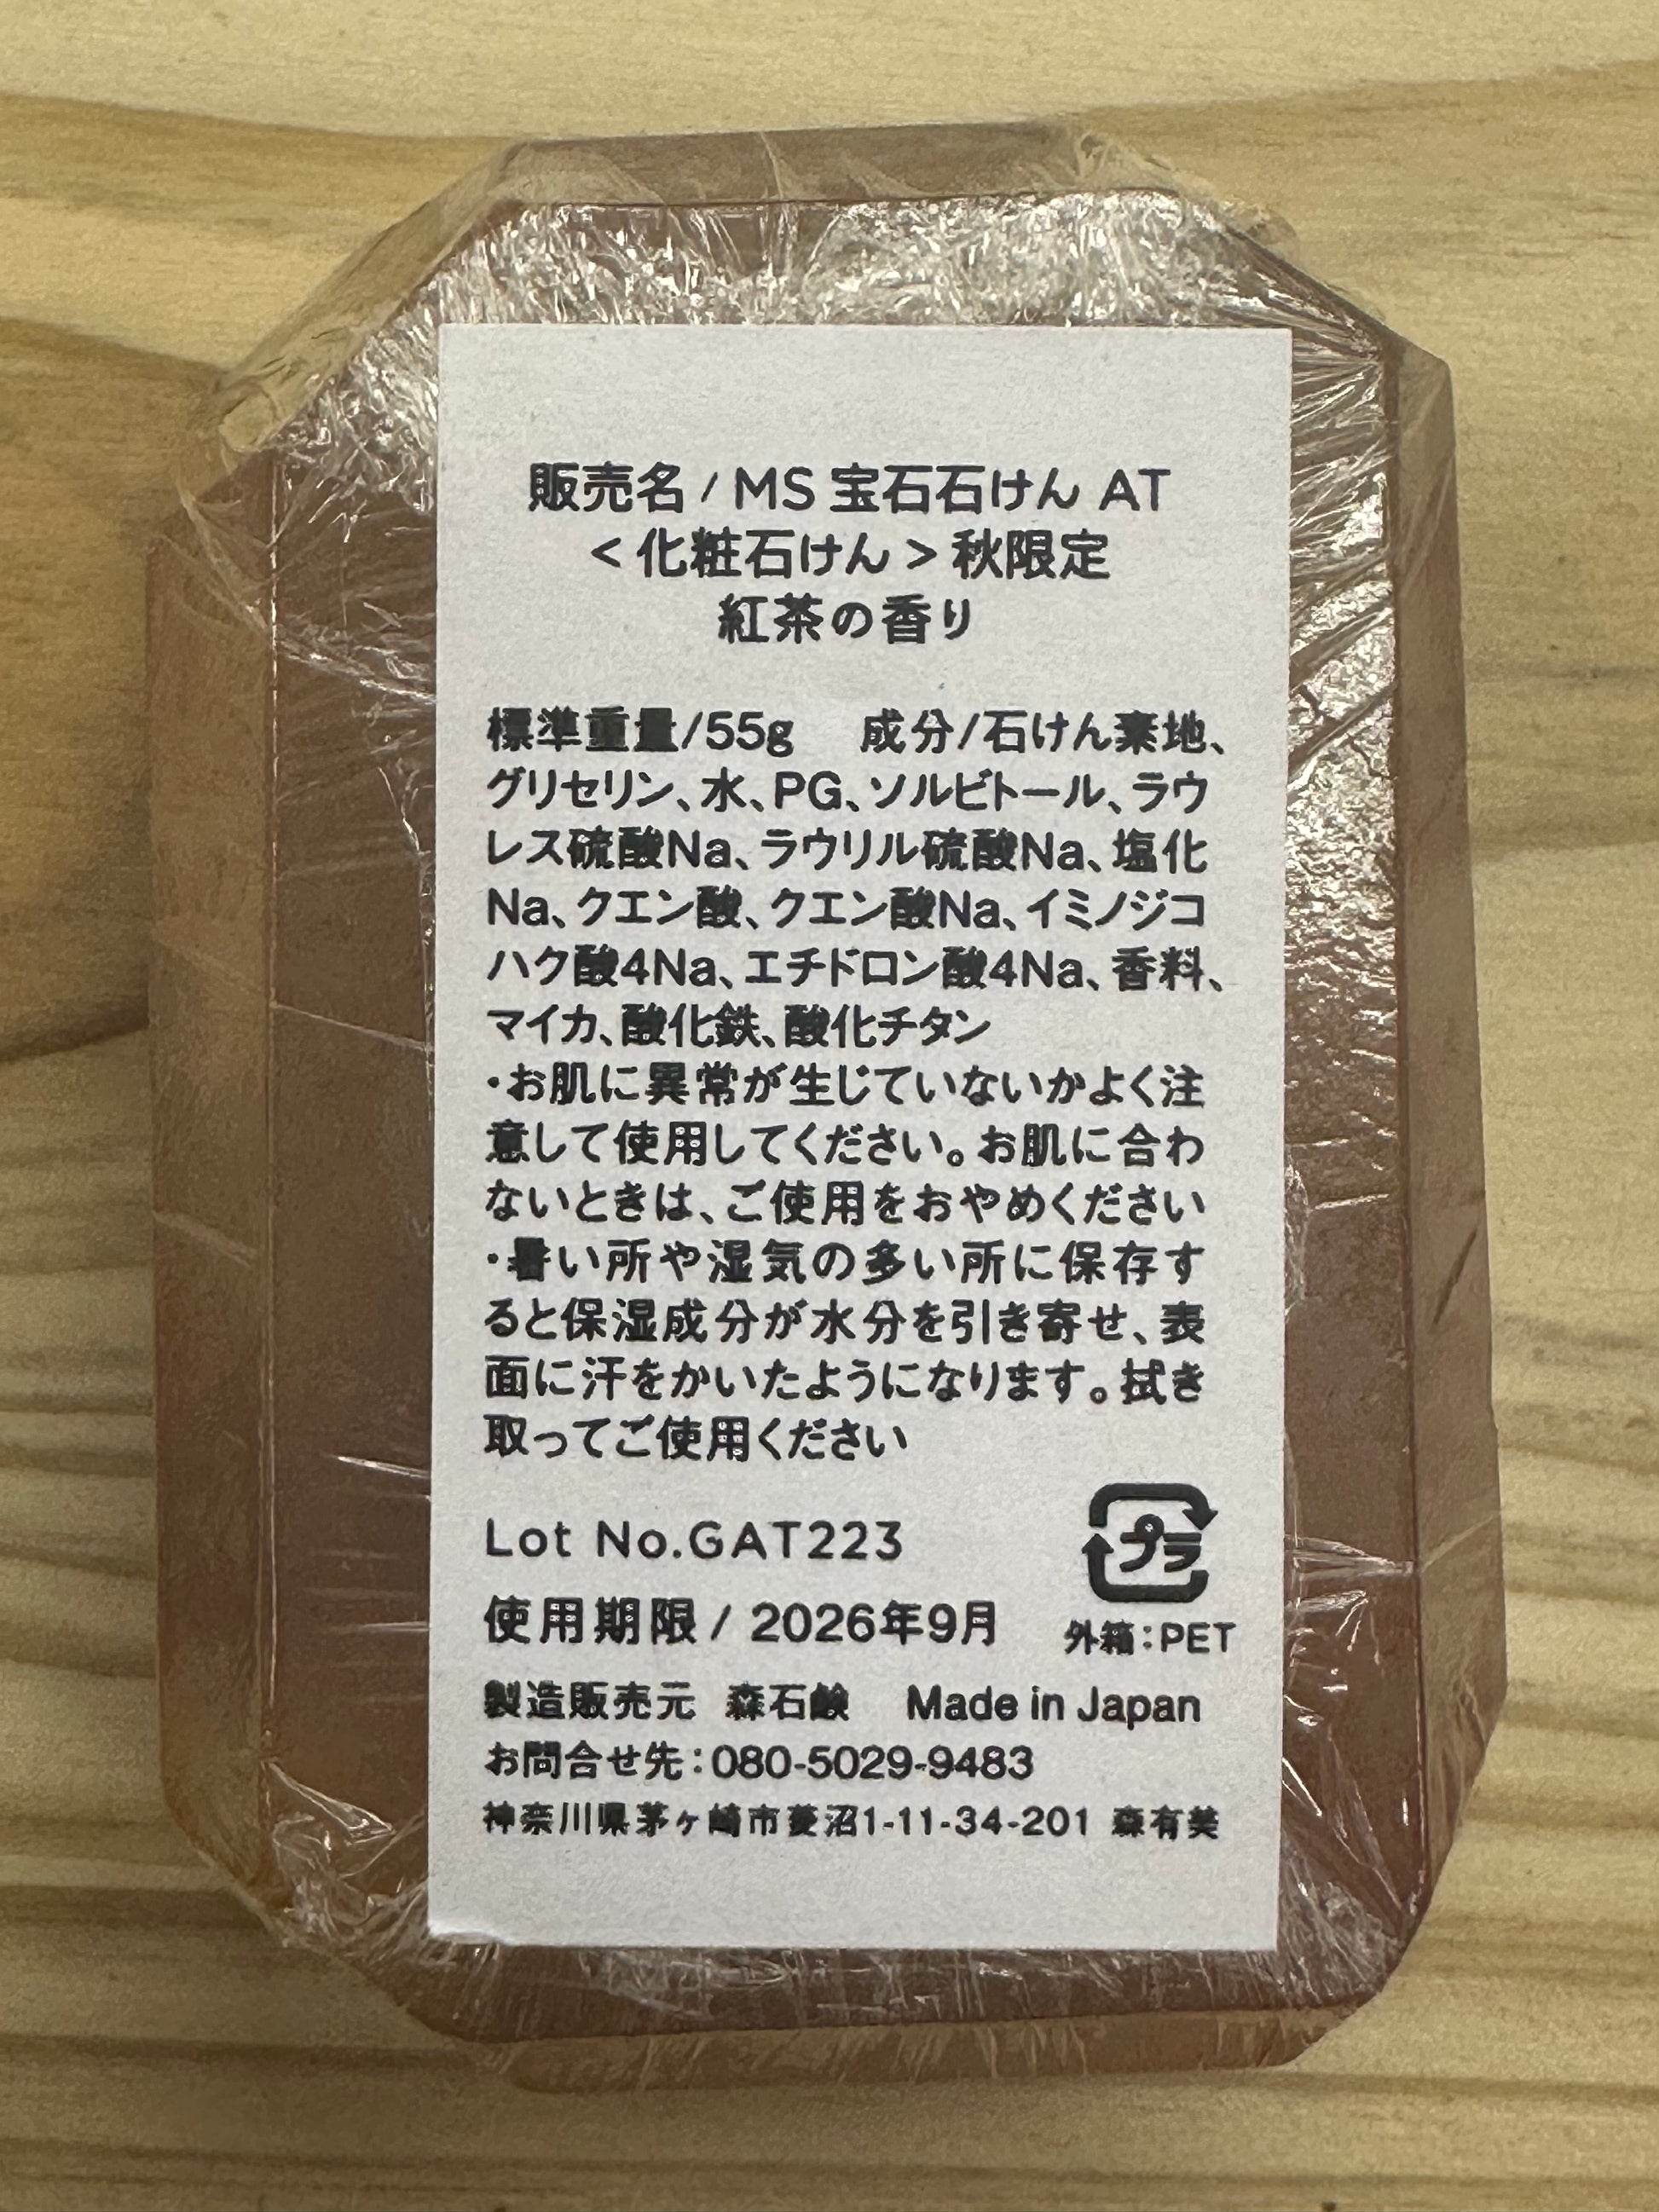 販売名 / MS 宝石石けん AT
<化粧石けん> 秋限定
紅茶の香り
標準重量/55g　成分/石けん素地、
グリセリン、水、PG、ソルビトール、ラウ
レス硫酸Na、ラウリル硫酸Na、塩化
Na、クエン酸、クエン酸Na、イミノジコ
ハク酸4Na、エチドロン酸4Na、香料、
マイカ、酸化鉄、酸化チタン
・お肌に異常が生じていないかよく注
意して使用してください。お肌に合わ
ないときは、ご使用をおやめください
・暑い所や湿気の多い所に保存す
ると保湿成分が水分を引き寄せ、表
面に汗をかいたようになります。拭き
取ってご使用ください
Lot No.GAT223
プラ
使用期限 / 2026年9月
外箱：PET
製造販売元 森石鹸　Made in Japan
お問合せ先：080-5029-9483
神奈川県茅ヶ崎市菱沼1-11-34-201 森有美